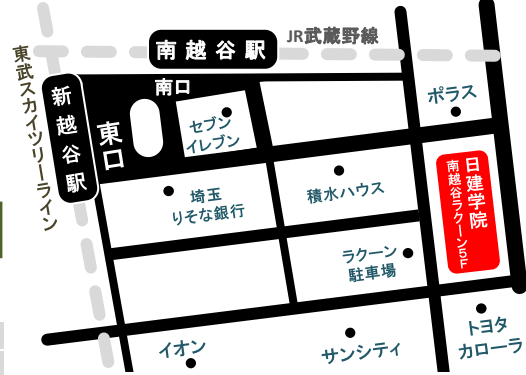 JR武蔵野線
南越谷駅
東武スカイツリーライン
新越谷駅
南口
東口
セブン
イレブン
ポラス
埼玉
りそな銀行
積水ハウス
日建学院
南越谷ラクーン5F
ラクーン
駐車場
イオン
サンシティ
トヨタ
カローラ